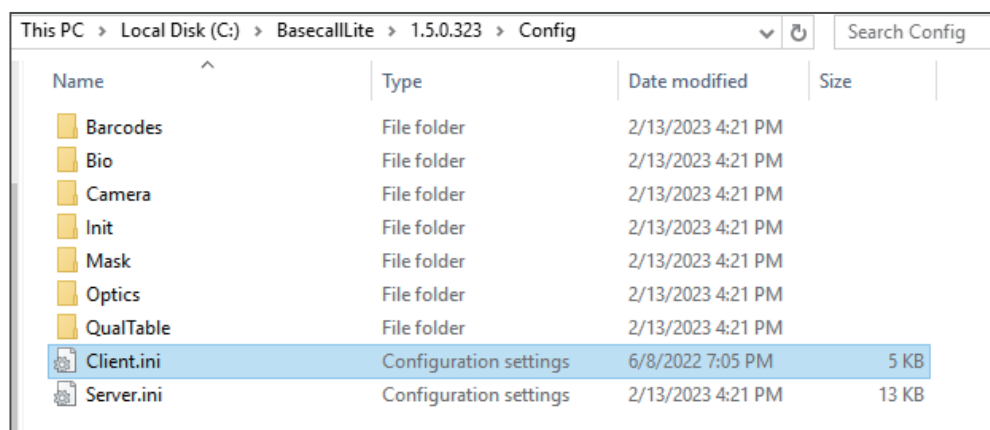 This PC > Local Disk (C:) > BasecallLite > 1.5.0.323 > Config Search Config
Name Type Date modified Size
Barcodes File folder 2/13/2023 4:21 PM
Bio File folder 2/13/2023 4:21 PM
Camera File folder 2/13/2023 4:21 PM
Init File folder 2/13/2023 4:21 PM
Mask File folder 2/13/2023 4:21 PM
Optics File folder 2/13/2023 4:21 PM
QualTable File folder 2/13/2023 4:21 PM
Client.ini Configuration settings 6/8/2022 7:05 PM 5 KB
Server.ini Configuration settings 2/13/2023 4:21 PM 13 KB